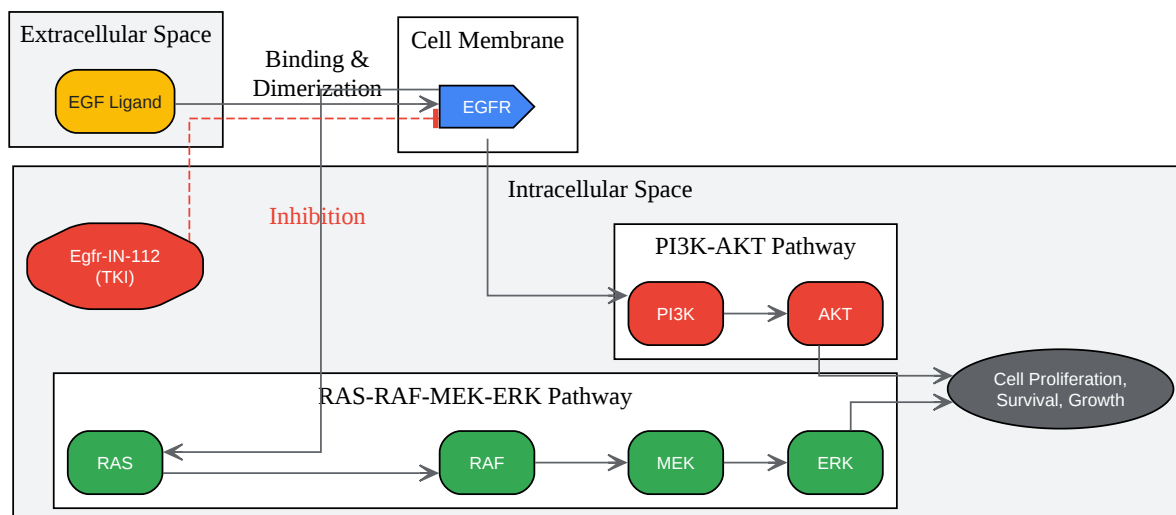 Extracellular Space
EGF Ligand
Binding &
Dimerization
Cell Membrane
EGFR
Intracellular Space
Inhibition
Egfr-IN-112
(TKI)
PI3K-AKT Pathway
PI3K
AKT
Cell Proliferation,
Survival, Growth
RAS-RAF-MEK-ERK Pathway
RAS
RAF
MEK
ERK